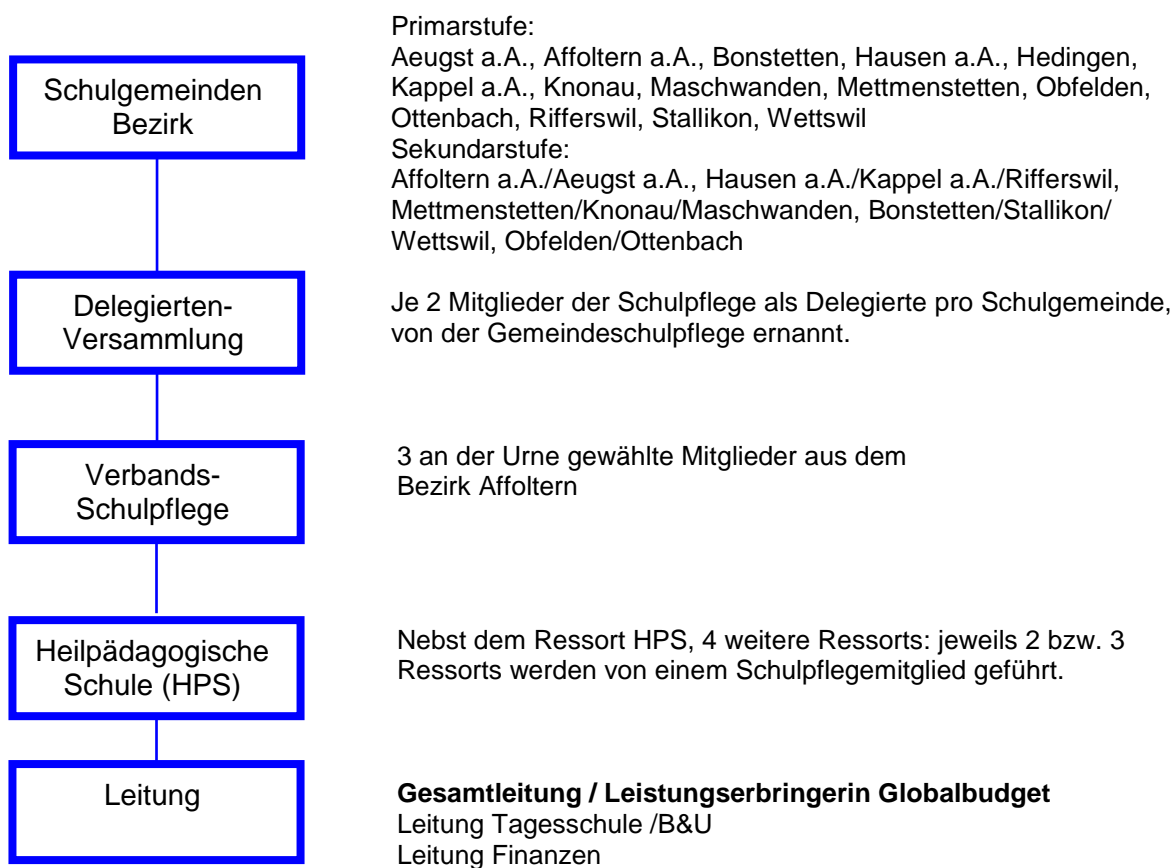 Schulgemeinden
Bezirk
Primarstufe:
Aeugst a.A., Affoltern a.A., Bonstetten, Hausen a.A., Hedingen,
Kappel a.A., Knonau, Maschwanden, Mettmenstetten, Obfelden,
Ottenbach, Rifferswil, Stallikon, Wettswil
Sekundarstufe:
Affoltern a.A./Aeugst a.A., Hausen a.A./Kappel a.A./Rifferswil,
Mettmenstetten/Knonau/Maschwanden, Bonstetten/Stallikon/
Wettswil, Obfelden/Ottenbach
Delegierten-
Versammlung
Je 2 Mitglieder der Schulpflege als Delegierte pro Schulgemeinde,
von der Gemeindeschulpflege ernannt.
Verbands-
Schulpflege
3 an der Urne gewählte Mitglieder aus dem
Bezirk Affoltern
Heilpädagogische
Schule (HPS)
Nebst dem Ressort HPS, 4 weitere Ressorts: jeweils 2 bzw. 3
Ressorts werden von einem Schulpflegemitglied geführt.
Leitung
Gesamtleitung / Leistungserbringerin Globalbudget
Leitung Tagesschule /B&U
Leitung Finanzen